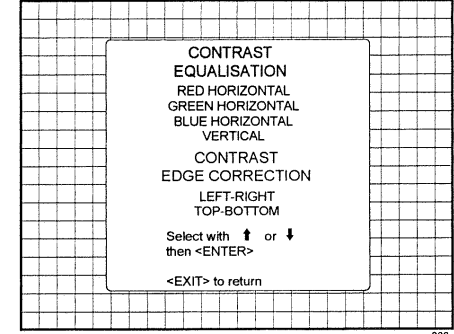 CONTRAST
EQUALISATION
RED HORIZONTAL
GREEN HORIZONTAL
BLUE HORIZONTAL
VERTICAL
CONTRAST
EDGE CORRECTION
LEFT-RIGHT
TOP-BOTTOM
Select with ⬆ or ⬇
then <ENTER>
<EXIT> to return